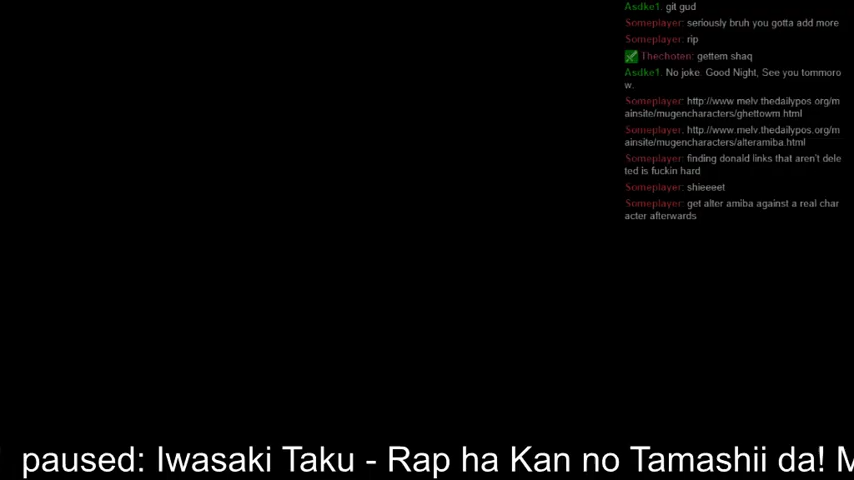 Asdke1: git gud
Someplayer: seriously bruh you gotta add more
Someplayer: rip
Thechoten: gettem shaq
Asdke1: No joke. Good Night, See you tommoro
w.
Someplayer: http://www.melv.thedailypos.org/m
ainsite/mugencharacters/ghettowm.html
Someplayer: http://www.melv.thedailypos.org/m
ainsite/mugencharacters/alteramiba.html
Someplayer: finding donald links that aren't dele
ted is fuckin hard
Someplayer: shieeeet
Someplayer: get alter amiba against a real char
acter afterwards
paused: Iwasaki Taku - Rap ha Kan no Tamashii da! M